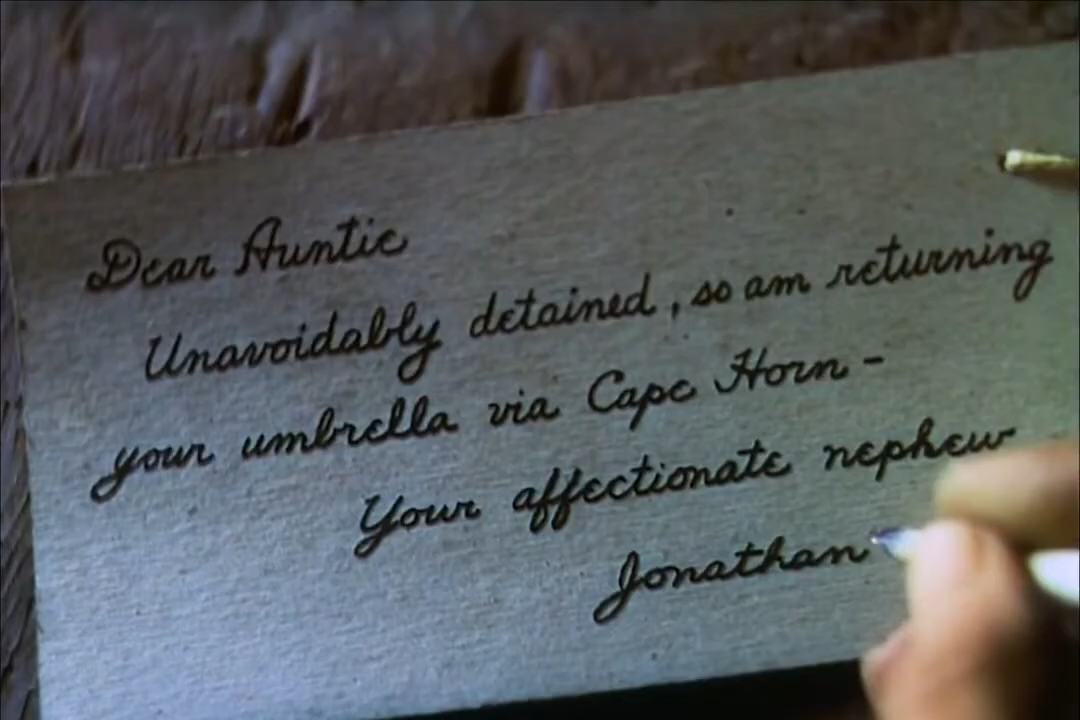 Dear Auntie
Unavoidably detained, so am returning
your umbrella via Cape Horn -
Your affectionate nephew
Jonathan